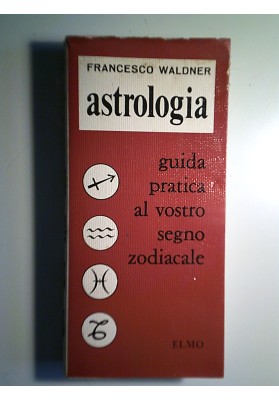 FRANCESCO WALDNER
astrologia
guida
pratica
al vostro
segno
zodiacale
ELMO